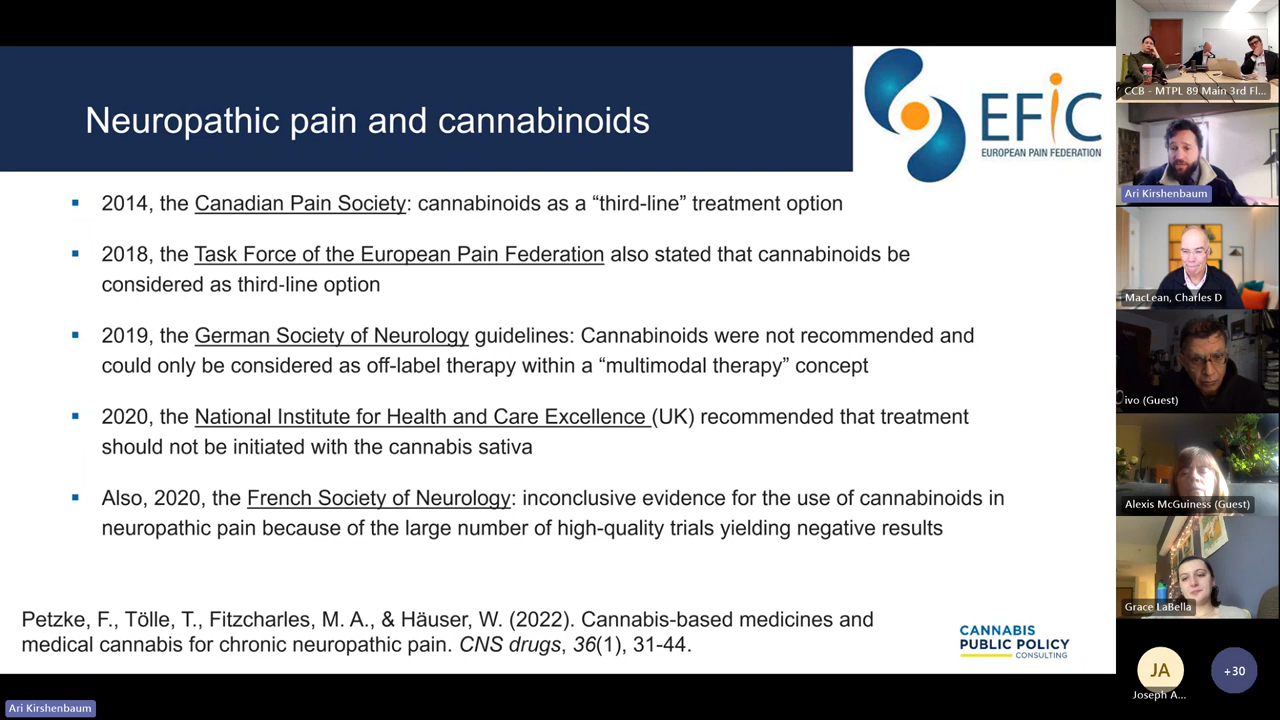 Neuropathic pain and cannabinoids
EFiC
EUROPEAN PAIN FEDERATION
2014, the Canadian Pain Society: cannabinoids as a “third-line” treatment option
2018, the Task Force of the European Pain Federation also stated that cannabinoids be
considered as third-line option
2019, the German Society of Neurology guidelines: Cannabinoids were not recommended and
could only be considered as off-label therapy within a “multimodal therapy” concept
2020, the National Institute for Health and Care Excellence (UK) recommended that treatment
should not be initiated with the cannabis sativa
Also, 2020, the French Society of Neurology: inconclusive evidence for the use of cannabinoids in
neuropathic pain because of the large number of high-quality trials yielding negative results
Petzke, F., Tölle, T., Fitzcharles, M. A., & Häuser, W. (2022). Cannabis-based medicines and
medical cannabis for chronic neuropathic pain. CNS drugs, 36(1), 31-44.
CANNABIS
PUBLIC POLICY
CONSULTING
Ari Kirshenbaum
CCB - MTPL 89 Main 3rd Fl...
Ari Kirshenbaum
MacLean, Charles D
ivo (Guest)
Alexis McGuiness (Guest)
Grace LaBella
JA
Joseph A...
+30